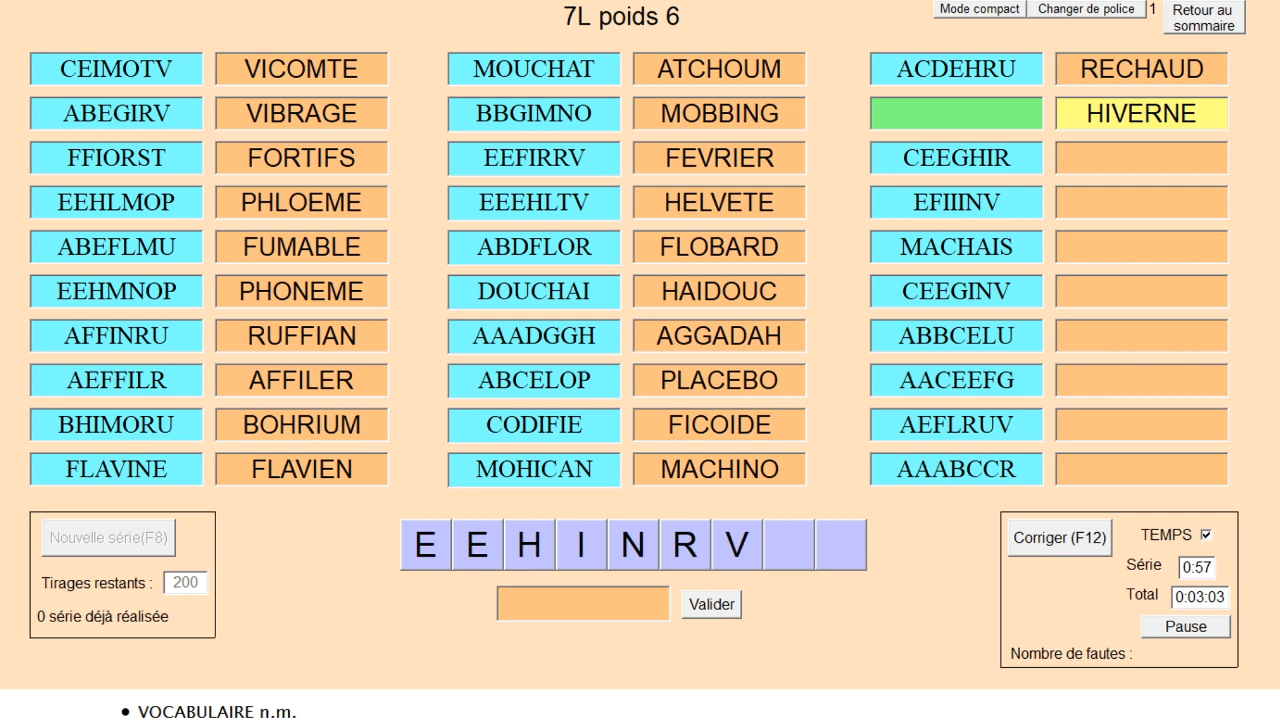 7L poids 6
Mode compact Changer de police 1 Retour au sommaire
CEIMOTV VICOMTE MOUCHAT ATCHOUM ACDEHRU RECHAUD
ABEGIRV VIBRAGE BBGIMNO MOBBING HIVERNE
FFIORST FORTIFS EEFIRRV FEVRIER CEEGHIR
EEHLMOP PHLOEME EEEHLTV HELVETE EFIIINV
ABEFLMU FUMABLE ABDFLOR FLOBARD MACHAIS
EEHMNOP PHONEME DOUCHAI HAIDOUC CEEGINV
AFFINRU RUFFIAN AAADGGH AGGADAH ABBCELU
AEFFILR AFFILER ABCELOP PLACEBO AACEEFG
BHIMORU BOHRIUM CODIFIE FICOIDE AEFLRUV
FLAVINE FLAVIEN MOHICAN MACHINO AAABCCR
Nouvelle série(F8)
Tirages restants : 200
0 série déjà réalisée
E E H I N R V
Valider
Corriger (F12) TEMPS
Série 0:57
Total 0:03:03
Pause
Nombre de fautes :
• VOCABULAIRE n.m.